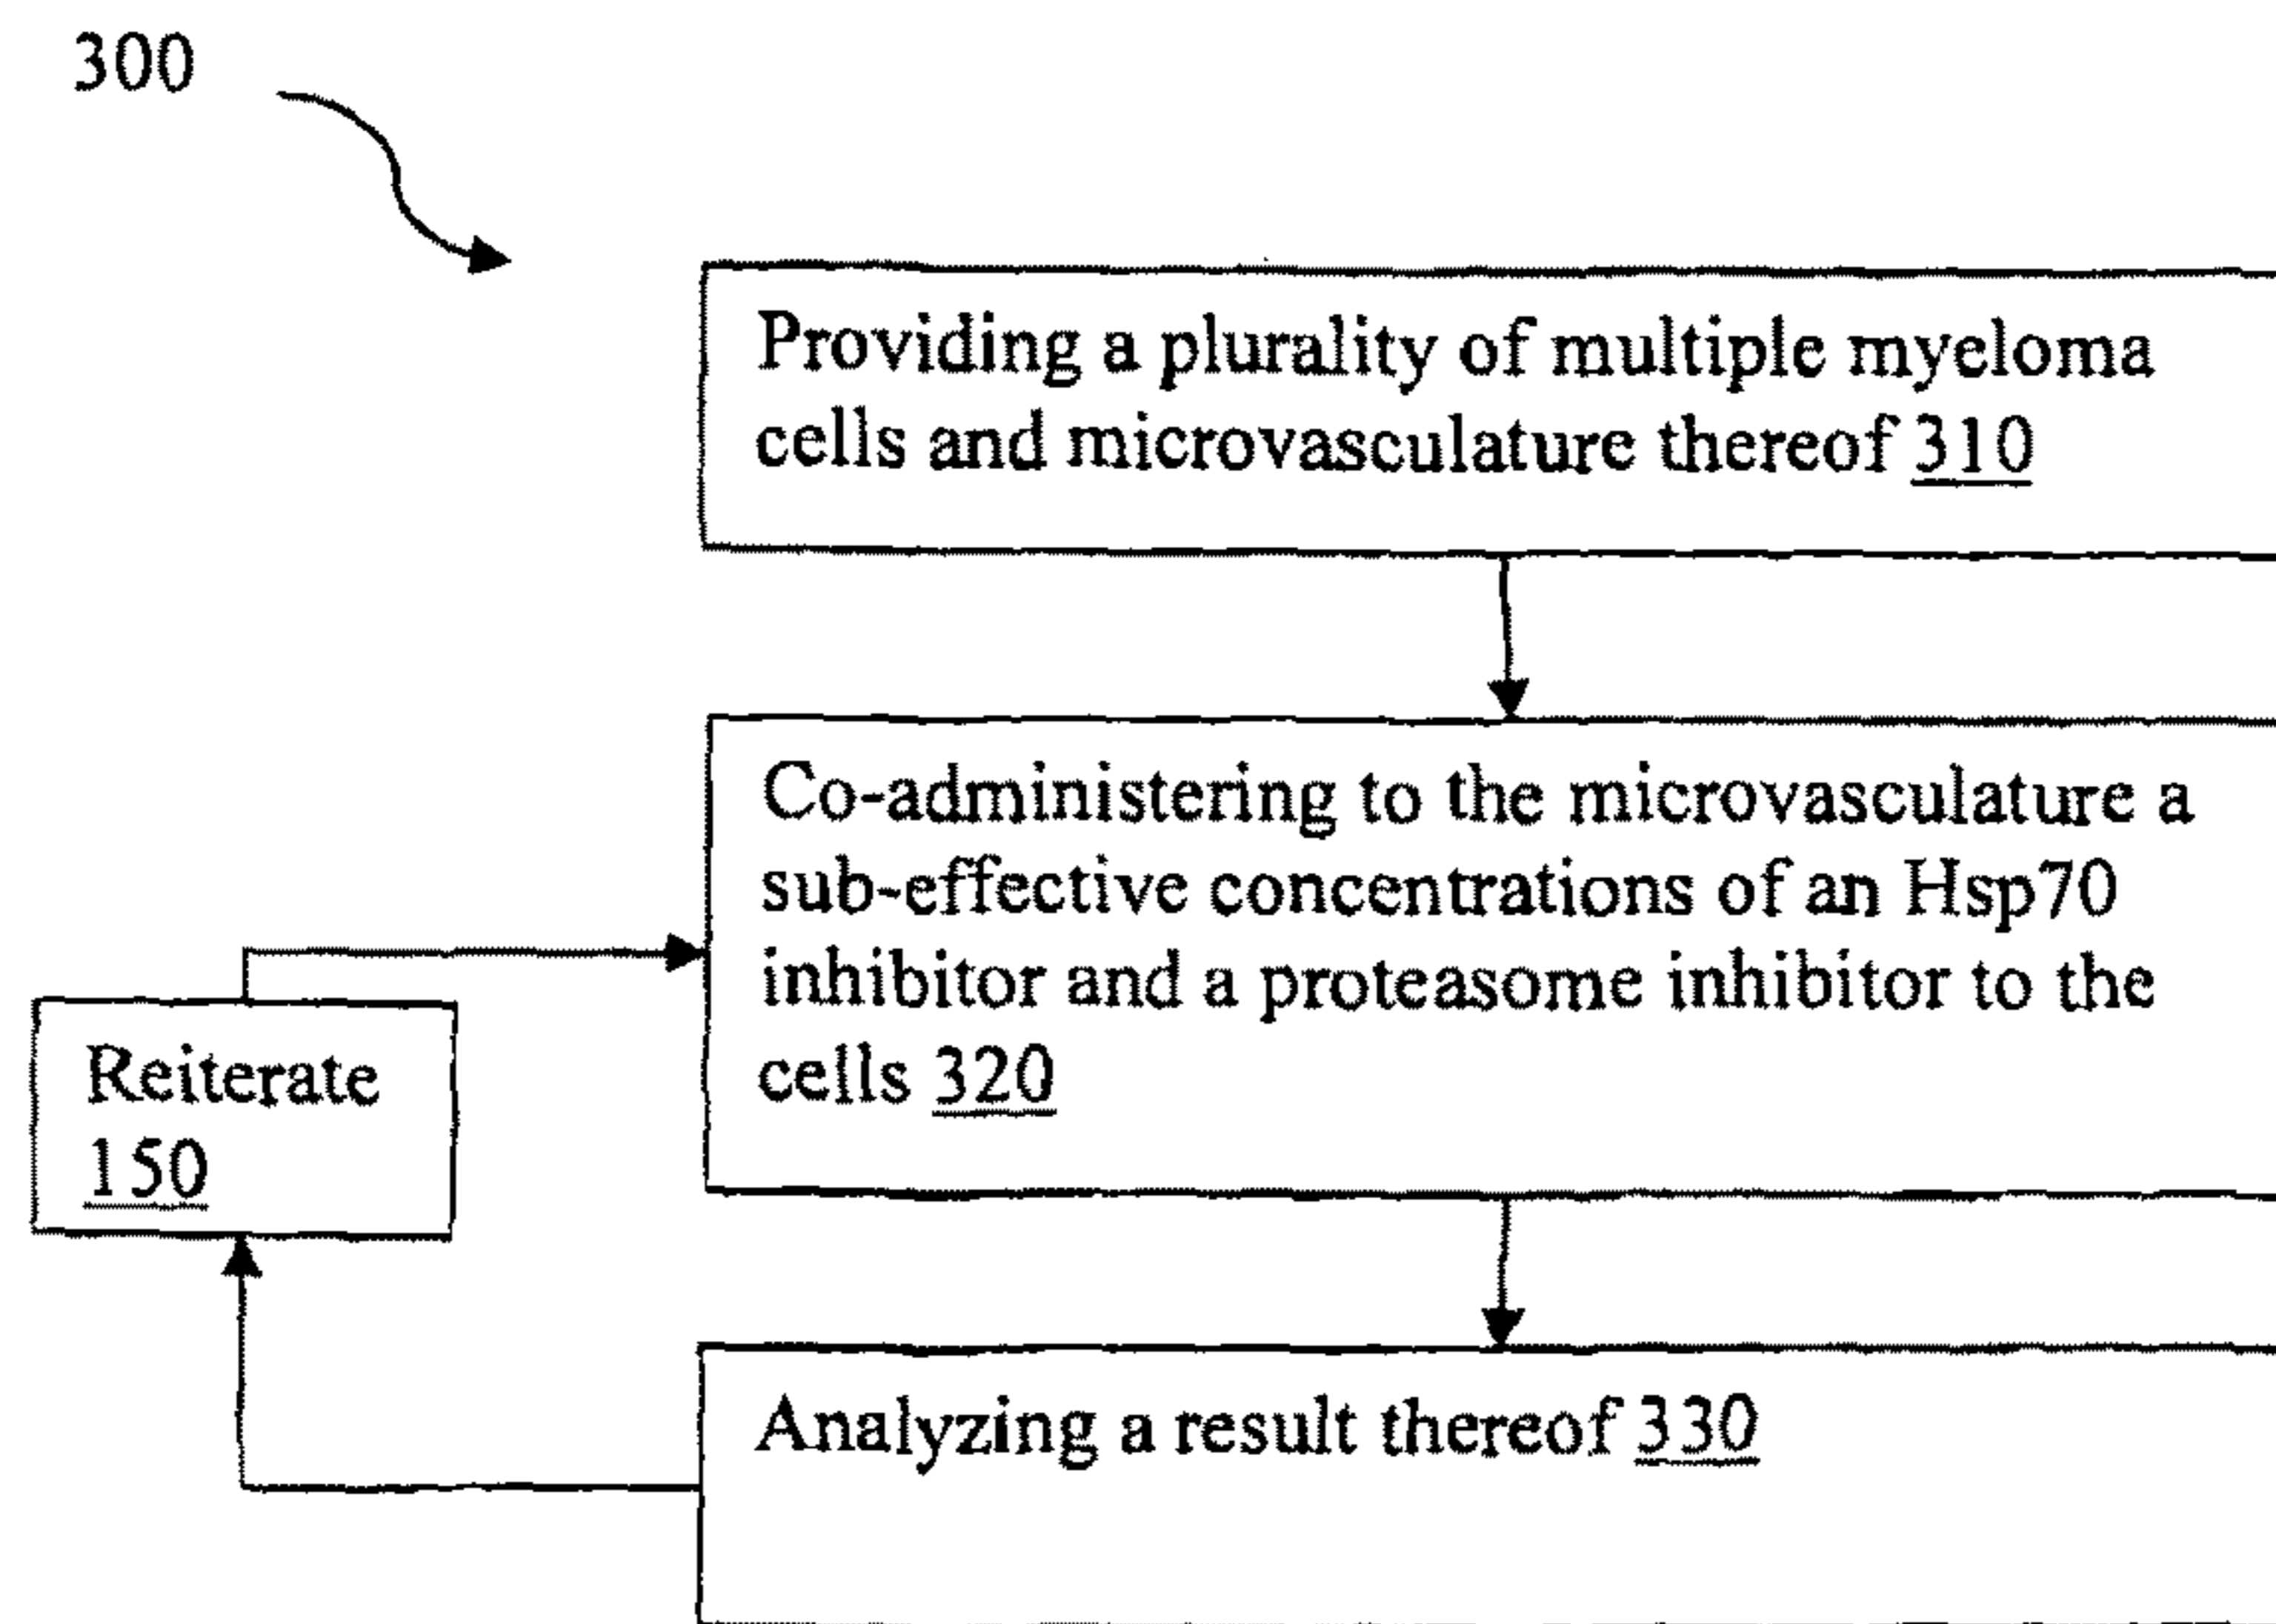 300
Providing a plurality of multiple myeloma
cells and microvasculature thereof 310
Co-administering to the microvasculature a
sub-effective concentrations of an Hsp70
inhibitor and a proteasome inhibitor to the
cells 320
Reiterate
150
Analyzing a result thereof 330